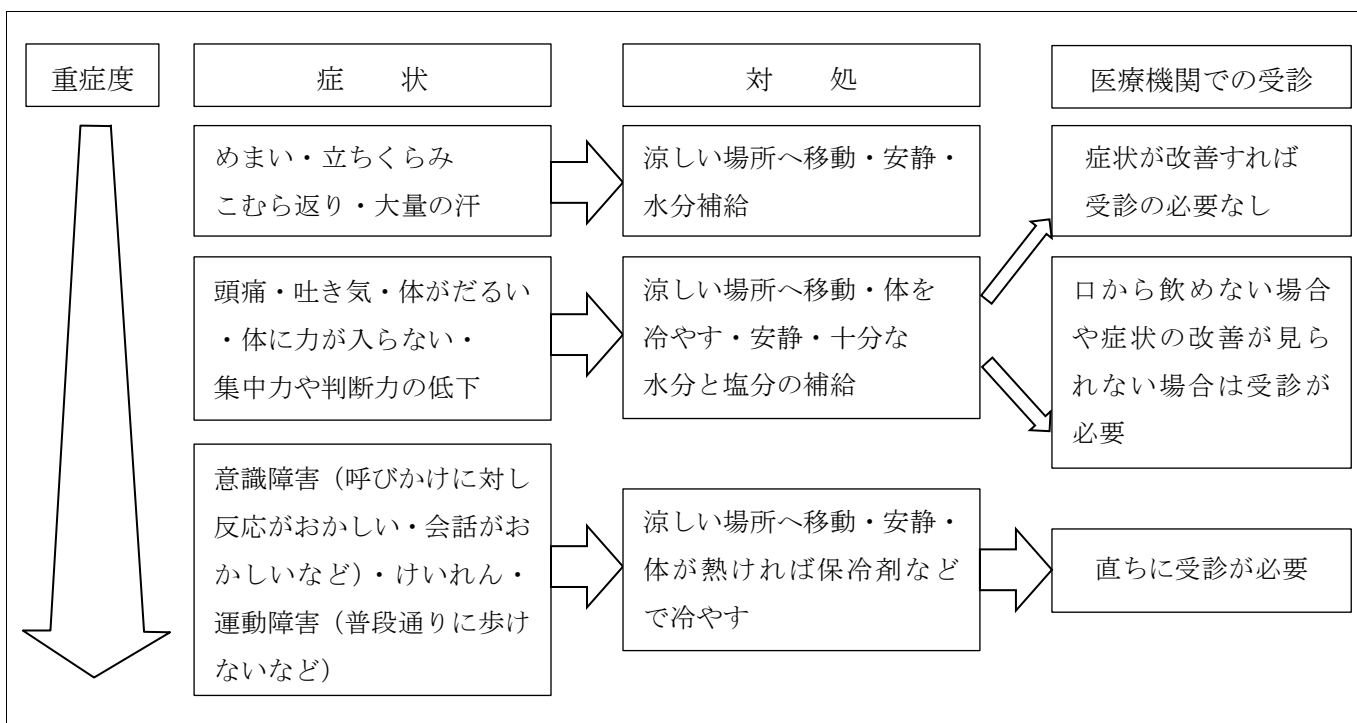 重症度
症　状
対　処
医療機関での受診
めまい・立ちくらみ
こむら返り・大量の汗
涼しい場所へ移動・安静・
水分補給
症状が改善すれば
受診の必要なし
頭痛・吐き気・体がだるい
・体に力が入らない・
集中力や判断力の低下
涼しい場所へ移動・体を
冷やす・安静・十分な
水分と塩分の補給
口から飲めない場合
や症状の改善が見ら
れない場合は受診が
必要
意識障害（呼びかけに対し
反応がおかしい・会話がお
かしいなど）・けいれん・
運動障害（普段通りに歩け
ないなど）
涼しい場所へ移動・安静・
体が熱ければ保冷剤など
で冷やす
直ちに受診が必要